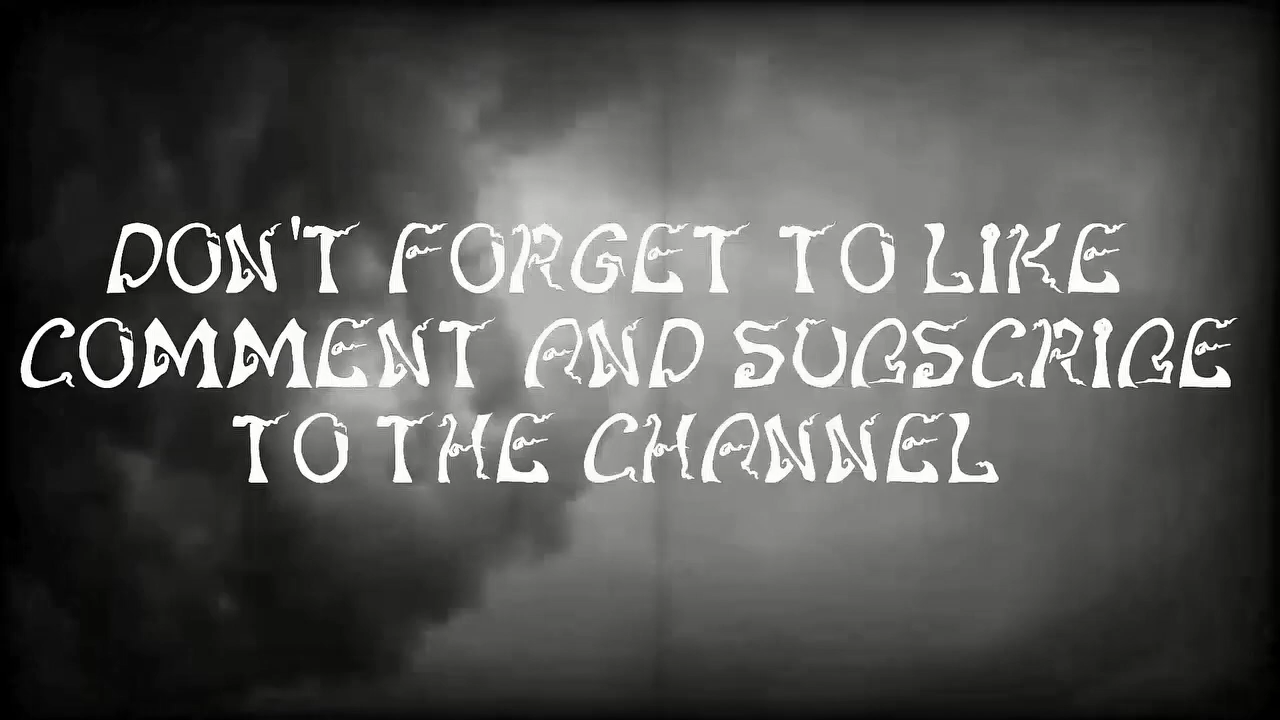 DON'T FORGET TO LIKE
COMMENT AND SUBSCRIBE
TO THE CHANNEL